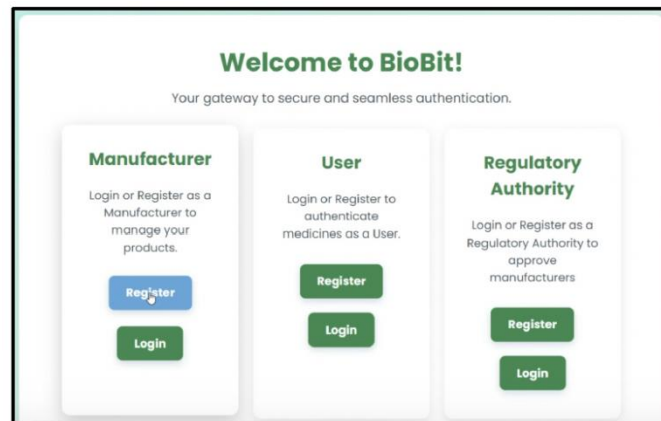 Welcome to BioBit!
Your gateway to secure and seamless authentication.
Manufacturer
Login or Register as a
Manufacturer to
manage your
products.
Register
Login
User
Login or Register to
authenticate
medicines as a User.
Register
Login
Regulatory
Authority
Login or Register as a
Regulatory Authority to
approve
manufacturers
Register
Login